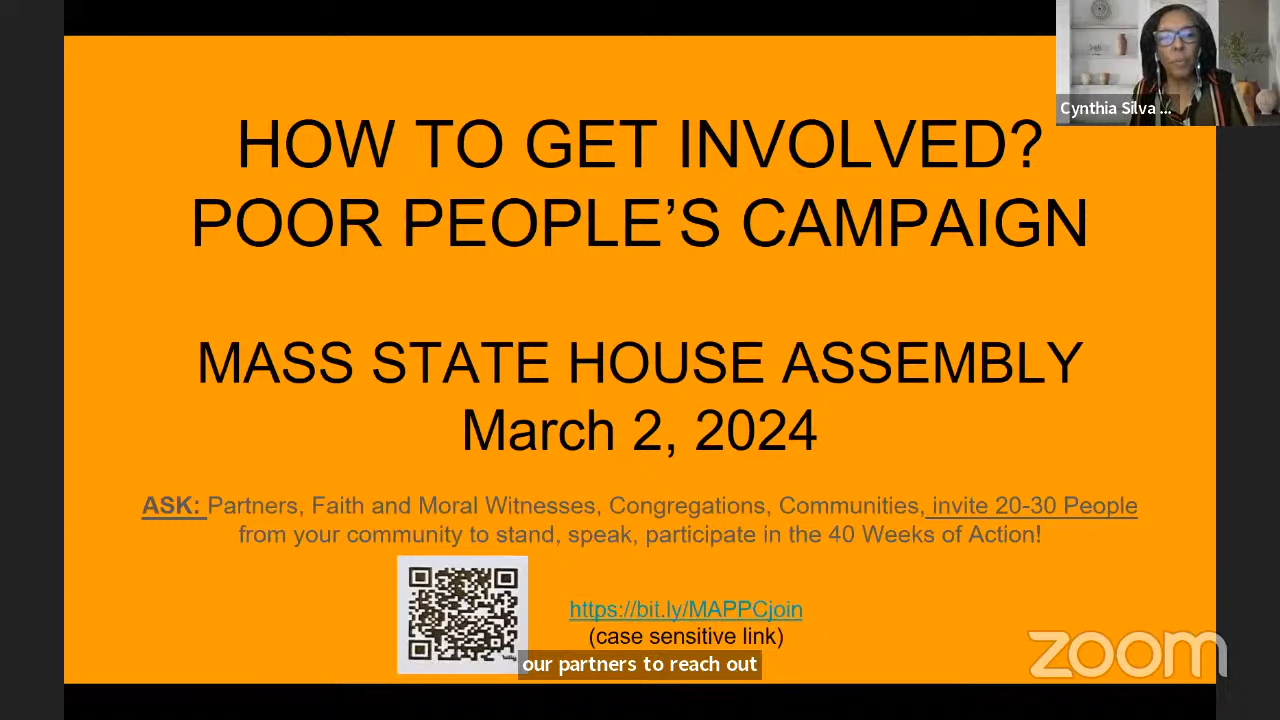 Cynthia Silva ...
HOW TO GET INVOLVED?
POOR PEOPLE’S CAMPAIGN
MASS STATE HOUSE ASSEMBLY
March 2, 2024
ASK: Partners, Faith and Moral Witnesses, Congregations, Communities, invite 20-30 People
from your community to stand, speak, participate in the 40 Weeks of Action!
https://bit.ly/MAPPCjoin
(case sensitive link)
our partners to reach out
zoom